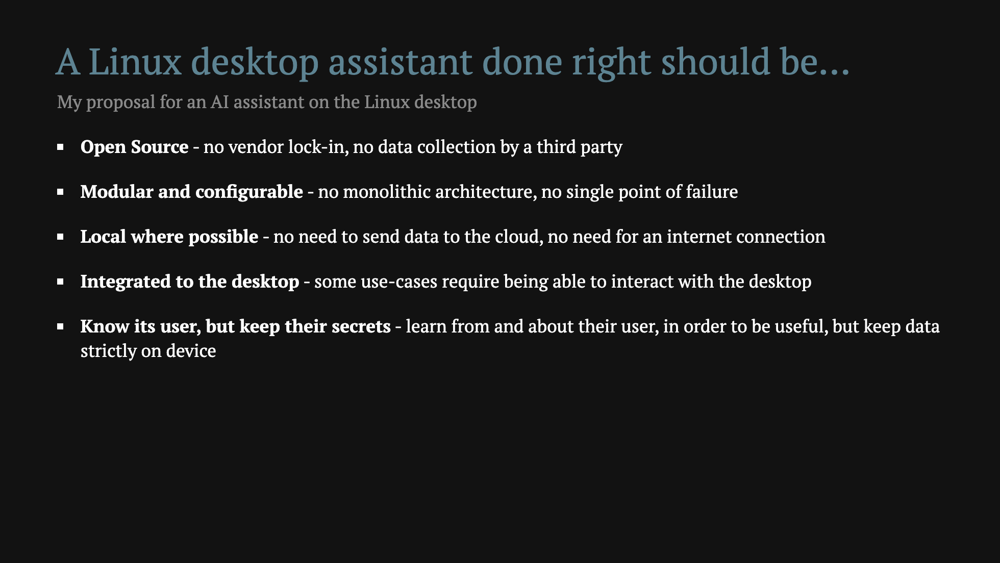 A Linux desktop assistant done right should be...
My proposal for an AI assistant on the Linux desktop
▪ Open Source - no vendor lock-in, no data collection by a third party
▪ Modular and configurable - no monolithic architecture, no single point of failure
▪ Local where possible - no need to send data to the cloud, no need for an internet connection
▪ Integrated to the desktop - some use-cases require being able to interact with the desktop
▪ Know its user, but keep their secrets - learn from and about their user, in order to be useful, but keep data
strictly on device